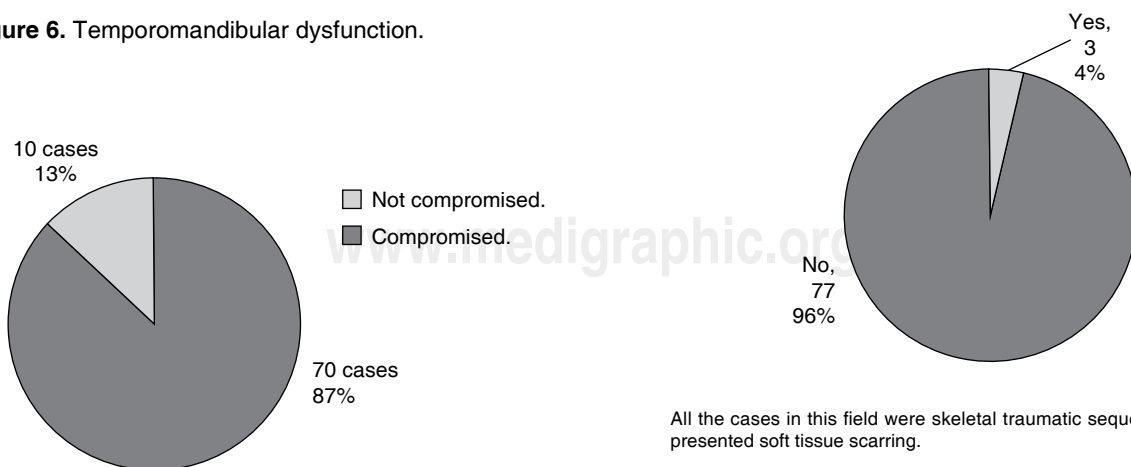 gure 6. Temporomandibular dysfunction.
10 cases
13%
Not compromised.
Compromised.
70 cases
87%
www.medigraphic.org
Yes,
3
4%
No,
77
96%
All the cases in this field were skeletal traumatic seque
presented soft tissue scarring.